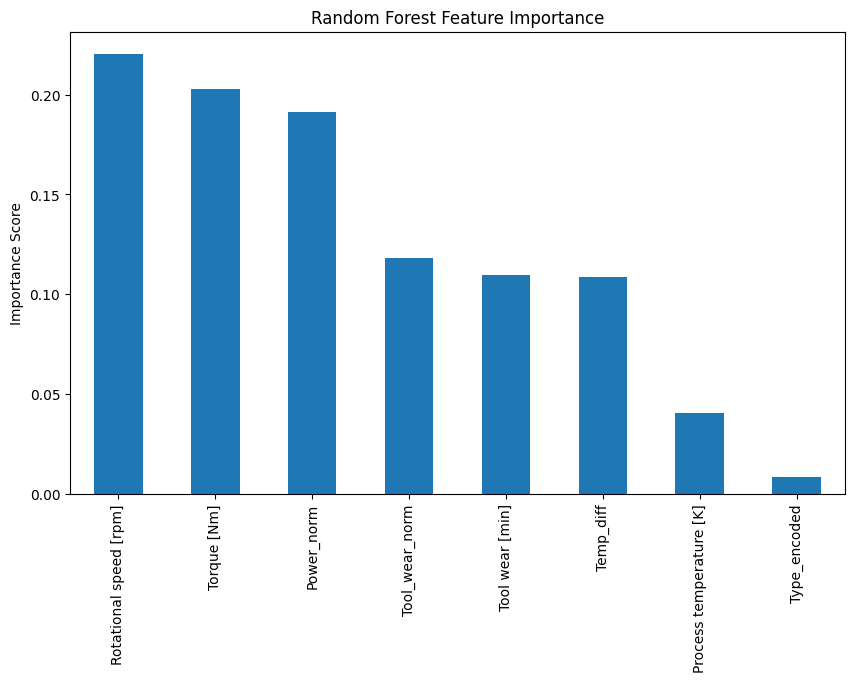 Random Forest Feature Importance
Importance Score
0.20
0.15
0.10
0.05
0.00
Rotational speed [rpm]
Torque [Nm]
Power_norm
Tool_wear_norm
Tool wear [min]
Temp_diff
Process temperature [K]
Type_encoded